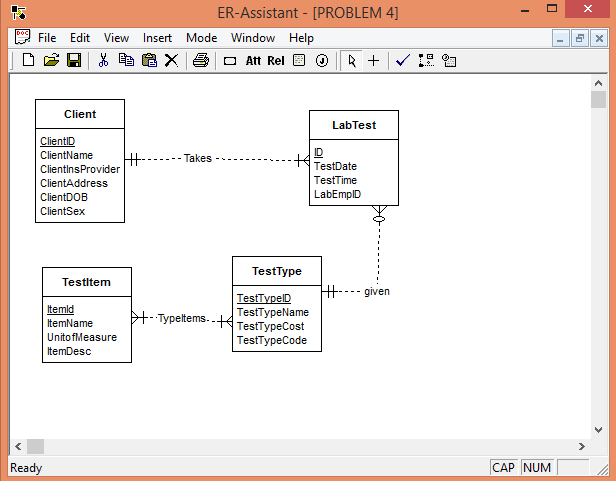 ER-Assistant - [PROBLEM 4]
File Edit View Insert Mode Window Help
Att Rel J
Client
ClientID
ClientName
ClientInsProvider
ClientAddress
ClientDOB
ClientSex
Takes
LabTest
ID
TestDate
TestTime
LabEmpID
TestItem
ItemId
ItemName
UnitofMeasure
ItemDesc
TypeItems
TestType
TestTypeID
TestTypeName
TestTypeCost
TestTypeCode
given
Ready CAP NUM